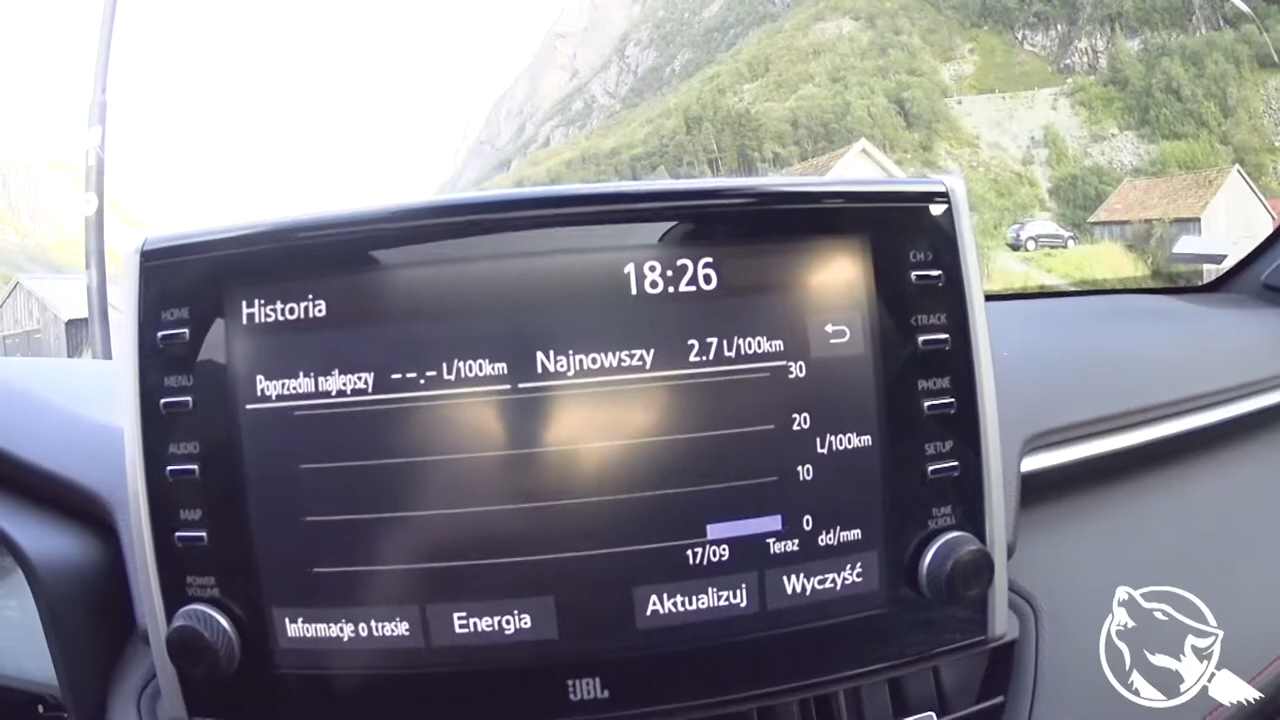 HOME
MENU
AUDIO
MAP
POWER
VOLUME
Historia
18:26
Poprzedni najlepszy --.- L/100km
Najnowszy 2.7 L/100km
30
20
L/100km
10
0
17/09
Teraz
dd/mm
Aktualizuj
Wyczyść
Informacje o trasie
Energia
JBL
CH >
< TRACK
PHONE
SETUP
TUNE
SCROLL